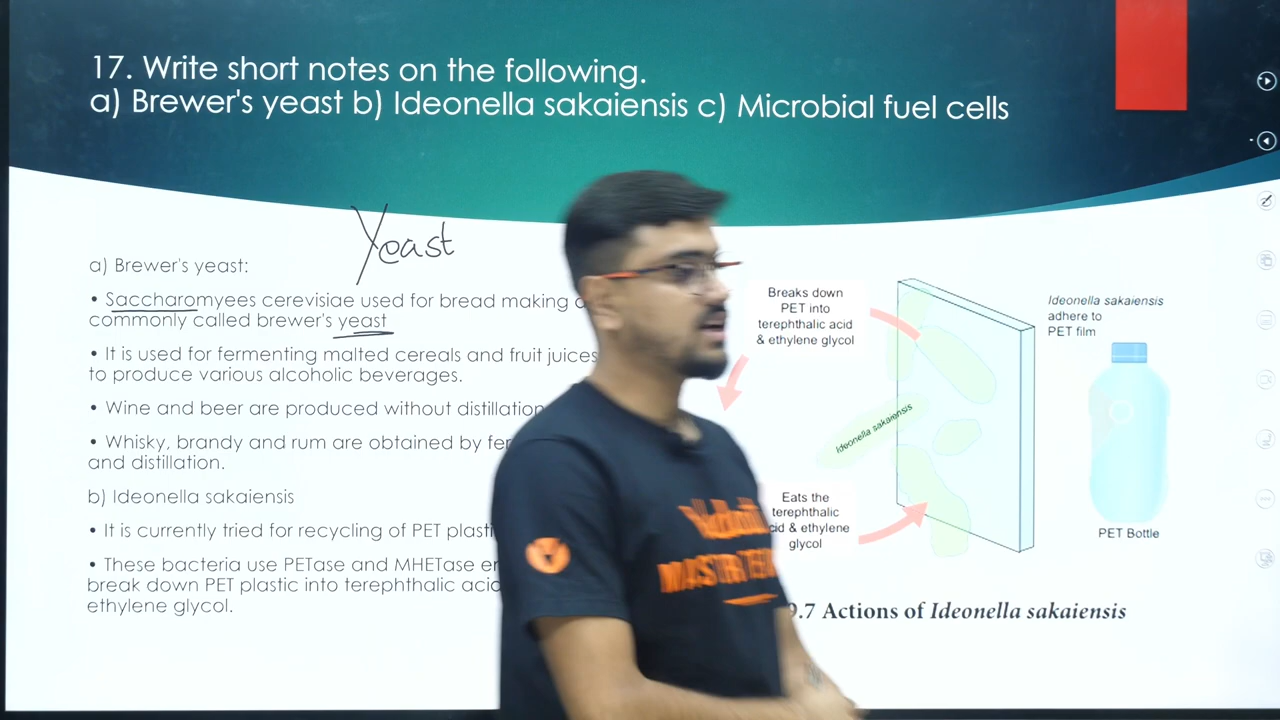 17. Write short notes on the following.
a) Brewer's yeast b) Ideonella sakaiensis c) Microbial fuel cells
Yeast
a) Brewer's yeast:
• Saccharomyees cerevisiae used for bread making
commonly called brewer's yeast
• It is used for fermenting malted cereals and fruit juices
to produce various alcoholic beverages.
• Wine and beer are produced without distillation
• Whisky, brandy and rum are obtained by
and distillation.
b) Ideonella sakaiensis
• It is currently tried for recycling of PET
• These bacteria use PETase and MHETase
break down PET plastic into terephthalic
ethylene glycol.
Breaks down
PET into
terephthalic acid
& ethylene glycol
Ideonella sakaiensis
adhere to
PET film
Ideonella sakaiensis
Eats the
terephthalic
& ethylene
glycol
PET Bottle
9.7 Actions of Ideonella sakaiensis